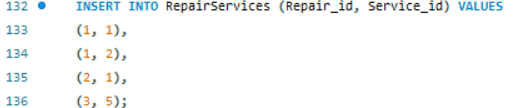 132 INSERT INTO RepairServices (Repair_id, Service_id) VALUES
133 (1, 1),
134 (1, 2),
135 (2, 1),
136 (3, 5);